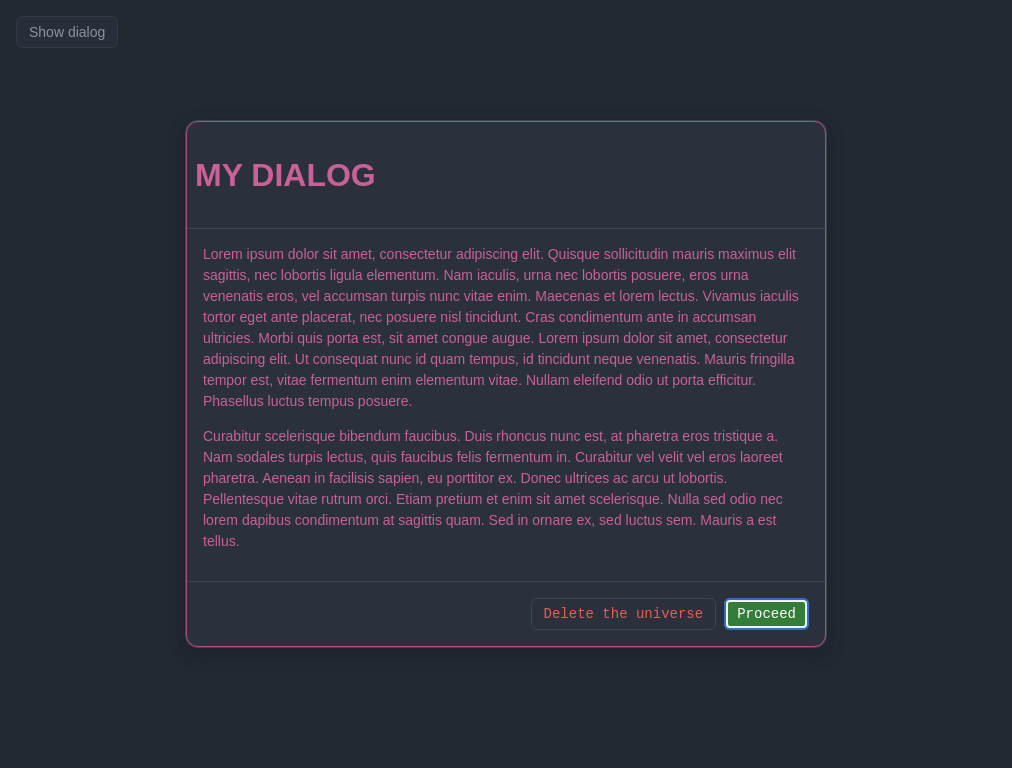 Show dialog
MY DIALOG
Lorem ipsum dolor sit amet, consectetur adipiscing elit. Quisque sollicitudin mauris maximus elit
sagittis, nec lobortis ligula elementum. Nam iaculis, urna nec lobortis posuere, eros urna
venenatis eros, vel accumsan turpis nunc vitae enim. Maecenas et lorem lectus. Vivamus iaculis
tortor eget ante placerat, nec posuere nisl tincidunt. Cras condimentum ante in accumsan
ultricies. Morbi quis porta est, sit amet congue augue. Lorem ipsum dolor sit amet, consectetur
adipiscing elit. Ut consequat nunc id quam tempus, id tincidunt neque venenatis. Mauris fringilla
tempor est, vitae fermentum enim elementum vitae. Nullam eleifend odio ut porta efficitur.
Phasellus luctus tempus posuere.
Curabitur scelerisque bibendum faucibus. Duis rhoncus nunc est, at pharetra eros tristique a.
Nam sodales turpis lectus, quis faucibus felis fermentum in. Curabitur vel velit vel eros laoreet
pharetra. Aenean in facilisis sapien, eu porttitor ex. Donec ultrices ac arcu ut lobortis.
Pellentesque vitae rutrum orci. Etiam pretium et enim sit amet scelerisque. Nulla sed odio nec
lorem dapibus condimentum at sagittis quam. Sed in ornare ex, sed luctus sem. Mauris a est
tellus.
Delete the universe
Proceed